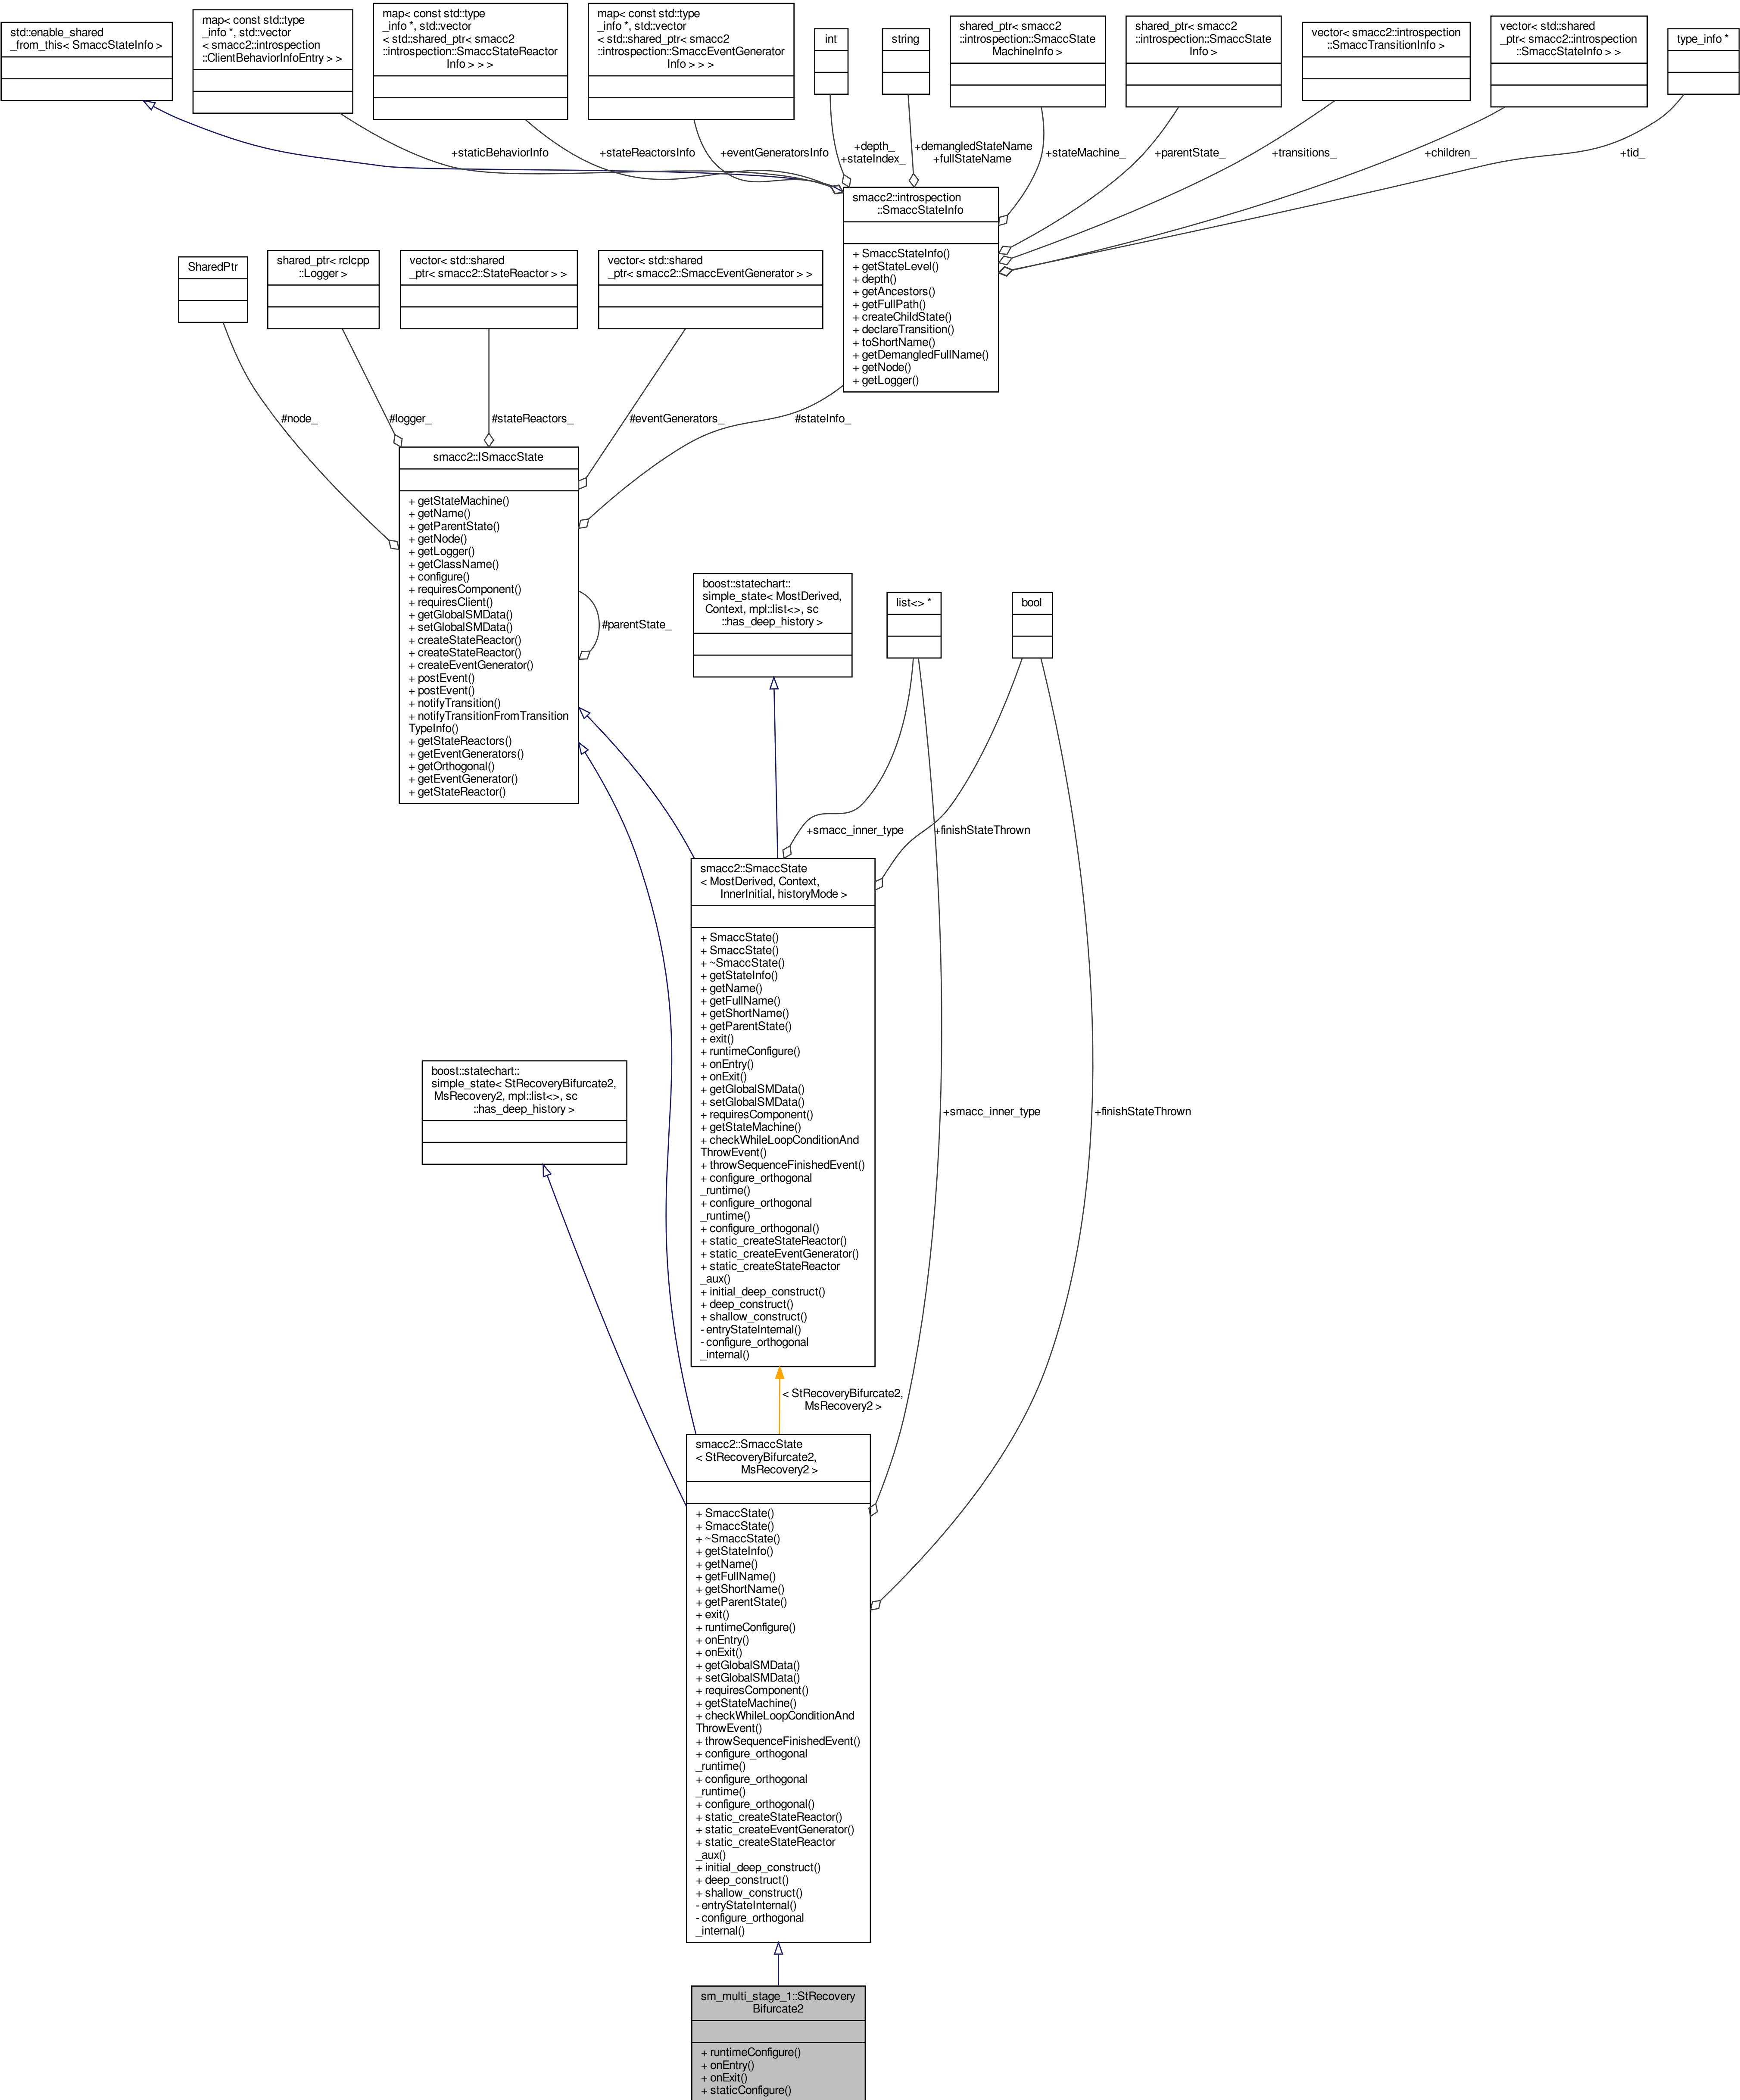 std::enable_shared
_from_this< SmaccStateInfo >
map< const std::type
_info *, std::vector
< smacc2::introspection
::ClientBehaviorInfoEntry > >
map< const std::type
_info *, std::vector
< std::shared_ptr< smacc2
::introspection::SmaccStateReactor
Info > > >
map< const std::type
_info *, std::vector
< std::shared_ptr< smacc2
::introspection::SmaccEventGenerator
Info > > >
int
string
shared_ptr< smacc2
::introspection::SmaccState
MachineInfo >
shared_ptr< smacc2
::introspection::SmaccState
Info >
vector< smacc2::introspection
::SmaccTransitionInfo >
vector< std::shared
_ptr< smacc2::introspection
::SmaccStateInfo > >
type_info *
+staticBehaviorInfo
+stateReactorsInfo
+eventGeneratorsInfo
+depth_
+stateIndex_
+demangledStateName
+fullStateName
+stateMachine_
+parentState_
+transitions_
+children_
+tid_
smacc2::introspection
::SmaccStateInfo
+ SmaccStateInfo()
+ getStateLevel()
+ depth()
+ getAncestors()
+ getFullPath()
+ createChildState()
+ declareTransition()
+ toShortName()
+ getDemangledFullName()
+ getNode()
+ getLogger()
SharedPtr
shared_ptr< rclcpp
::Logger >
vector< std::shared
_ptr< smacc2::StateReactor > >
vector< std::shared
_ptr< smacc2::SmaccEventGenerator > >
#node_
#logger_
#stateReactors_
#eventGenerators_
#stateInfo_
smacc2::ISmaccState
+ getStateMachine()
+ getName()
+ getParentState()
+ getNode()
+ getLogger()
+ getClassName()
+ configure()
+ requiresComponent()
+ requiresClient()
+ getGlobalSMData()
+ setGlobalSMData()
+ createStateReactor()
+ createStateReactor()
+ createEventGenerator()
+ postEvent()
+ postEvent()
+ notifyTransition()
+ notifyTransitionFromTransition
TypeInfo()
+ getStateReactors()
+ getEventGenerators()
+ getOrthogonal()
+ getEventGenerator()
+ getStateReactor()
#parentState_
boost::statechart::
simple_state< MostDerived,
Context, mpl::list<>, sc
::has_deep_history >
list<> *
bool
+smacc_inner_type
+finishStateThrown
smacc2::SmaccState
< MostDerived, Context,
InnerInitial, historyMode >
+ SmaccState()
+ SmaccState()
+ ~SmaccState()
+ getStateInfo()
+ getName()
+ getFullName()
+ getShortName()
+ getParentState()
+ exit()
+ runtimeConfigure()
+ onEntry()
+ onExit()
+ getGlobalSMData()
+ setGlobalSMData()
+ requiresComponent()
+ getStateMachine()
+ checkWhileLoopConditionAnd
ThrowEvent()
+ throwSequenceFinishedEvent()
+ configure_orthogonal
_runtime()
+ configure_orthogonal
_runtime()
+ configure_orthogonal()
+ static_createStateReactor()
+ static_createEventGenerator()
+ static_createStateReactor
_aux()
+ initial_deep_construct()
+ deep_construct()
+ shallow_construct()
- entryStateInternal()
- configure_orthogonal
_internal()
boost::statechart::
simple_state< StRecoveryBifurcate2,
MsRecovery2, mpl::list<>, sc
::has_deep_history >
+smacc_inner_type
+finishStateThrown
< StRecoveryBifurcate2,
MsRecovery2 >
smacc2::SmaccState
< StRecoveryBifurcate2,
MsRecovery2 >
+ SmaccState()
+ SmaccState()
+ ~SmaccState()
+ getStateInfo()
+ getName()
+ getFullName()
+ getShortName()
+ getParentState()
+ exit()
+ runtimeConfigure()
+ onEntry()
+ onExit()
+ getGlobalSMData()
+ setGlobalSMData()
+ requiresComponent()
+ getStateMachine()
+ checkWhileLoopConditionAnd
ThrowEvent()
+ throwSequenceFinishedEvent()
+ configure_orthogonal
_runtime()
+ configure_orthogonal
_runtime()
+ configure_orthogonal()
+ static_createStateReactor()
+ static_createEventGenerator()
+ static_createStateReactor
_aux()
+ initial_deep_construct()
+ deep_construct()
+ shallow_construct()
- entryStateInternal()
- configure_orthogonal
_internal()
sm_multi_stage_1::StRecovery
Bifurcate2
+ runtimeConfigure()
+ onEntry()
+ onExit()
+ staticConfigure()